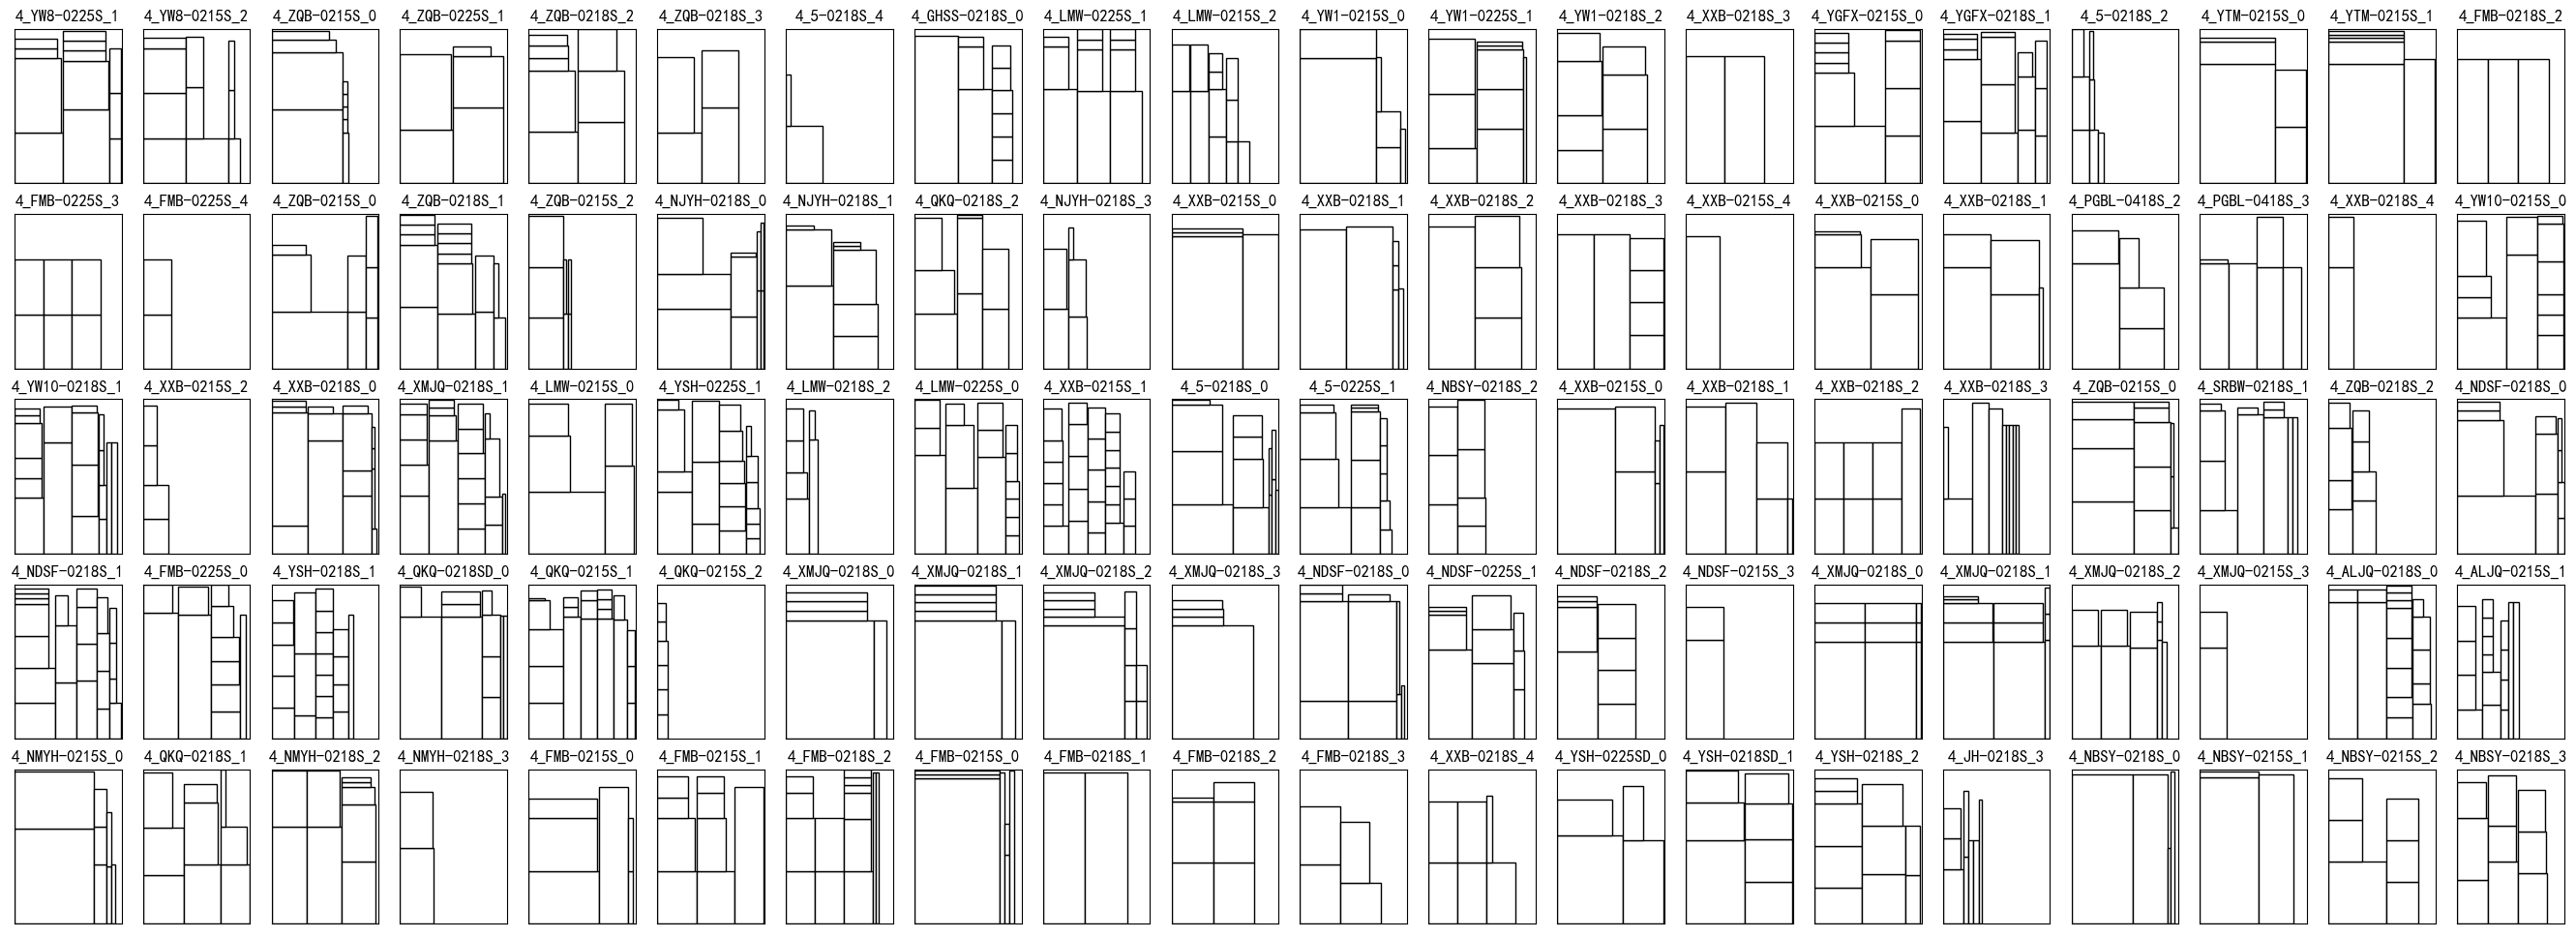 4_YW8-0225S_1 4_YW8-0215S_2 4_ZQB-0215S_0 4_ZQB-0225S_1 4_ZQB-0218S_2 4_ZQB-0218S_3 4_5-0218S_4 4_GHSS-0218S_0 4_LMW-0225S_1 4_LMW-0215S_2 4_YW1-0215S_0 4_YW1-0225S_1 4_YW1-0218S_2 4_XXB-0218S_3 4_YGFX-0215S_0 4_YGFX-0218S_1 4_5-0218S_2 4_YTM-0215S_0 4_YTM-0215S_1 4_FMB-0218S_2
4_FMB-0225S_3 4_FMB-0225S_4 4_ZQB-0215S_0 4_ZQB-0218S_1 4_ZQB-0215S_2 4_NJYH-0218S_0 4_NJYH-0218S_1 4_QKQ-0218S_2 4_NJYH-0218S_3 4_XXB-0215S_0 4_XXB-0218S_1 4_XXB-0218S_2 4_XXB-0218S_3 4_XXB-0215S_4 4_XXB-0215S_0 4_XXB-0218S_1 4_PGBL-0418S_2 4_PGBL-0418S_3 4_XXB-0218S_4 4_YW10-0215S_0
4_YW10-0218S_1 4_XXB-0215S_2 4_XXB-0218S_0 4_XMJQ-0218S_1 4_LMW-0215S_0 4_YSH-0225S_1 4_LMW-0218S_2 4_LMW-0225S_0 4_XXB-0215S_1 4_5-0218S_0 4_5-0225S_1 4_NBSY-0218S_2 4_XXB-0215S_0 4_XXB-0218S_1 4_XXB-0218S_2 4_XXB-0218S_3 4_ZQB-0215S_0 4_SRBW-0218S_1 4_ZQB-0218S_2 4_NDSF-0218S_0
4_NDSF-0218S_1 4_FMB-0225S_0 4_YSH-0218S_1 4_QKQ-0218SD_0 4_QKQ-0215S_1 4_QKQ-0215S_2 4_XMJQ-0218S_0 4_XMJQ-0218S_1 4_XMJQ-0218S_2 4_XMJQ-0218S_3 4_NDSF-0218S_0 4_NDSF-0225S_1 4_NDSF-0218S_2 4_NDSF-0215S_3 4_XMJQ-0218S_0 4_XMJQ-0218S_1 4_XMJQ-0218S_2 4_XMJQ-0215S_3 4_ALJQ-0218S_0 4_ALJQ-0215S_1
4_NMYH-0215S_0 4_QKQ-0218S_1 4_NMYH-0218S_2 4_NMYH-0218S_3 4_FMB-0215S_0 4_FMB-0215S_1 4_FMB-0218S_2 4_FMB-0215S_0 4_FMB-0218S_1 4_FMB-0218S_2 4_FMB-0218S_3 4_XXB-0218S_4 4_YSH-0225SD_0 4_YSH-0218SD_1 4_YSH-0218S_2 4_JH-0218S_3 4_NBSY-0218S_0 4_NBSY-0215S_1 4_NBSY-0215S_2 4_NBSY-0218S_3